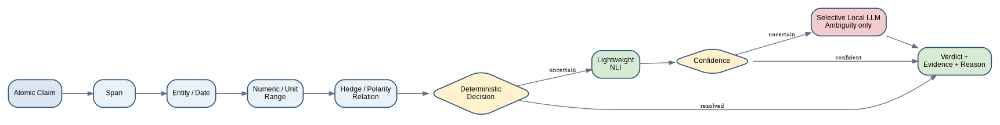 Atomic Claim
Span
Entity / Date
Numeric / Unit
Range
Hedge / Polarity
Relation
Deterministic
Decision
uncertain
resolved
Lightweight
NLI
Confidence
uncertain
confident
Selective Local LLM
Ambiguity only
Verdict +
Evidence + Reason